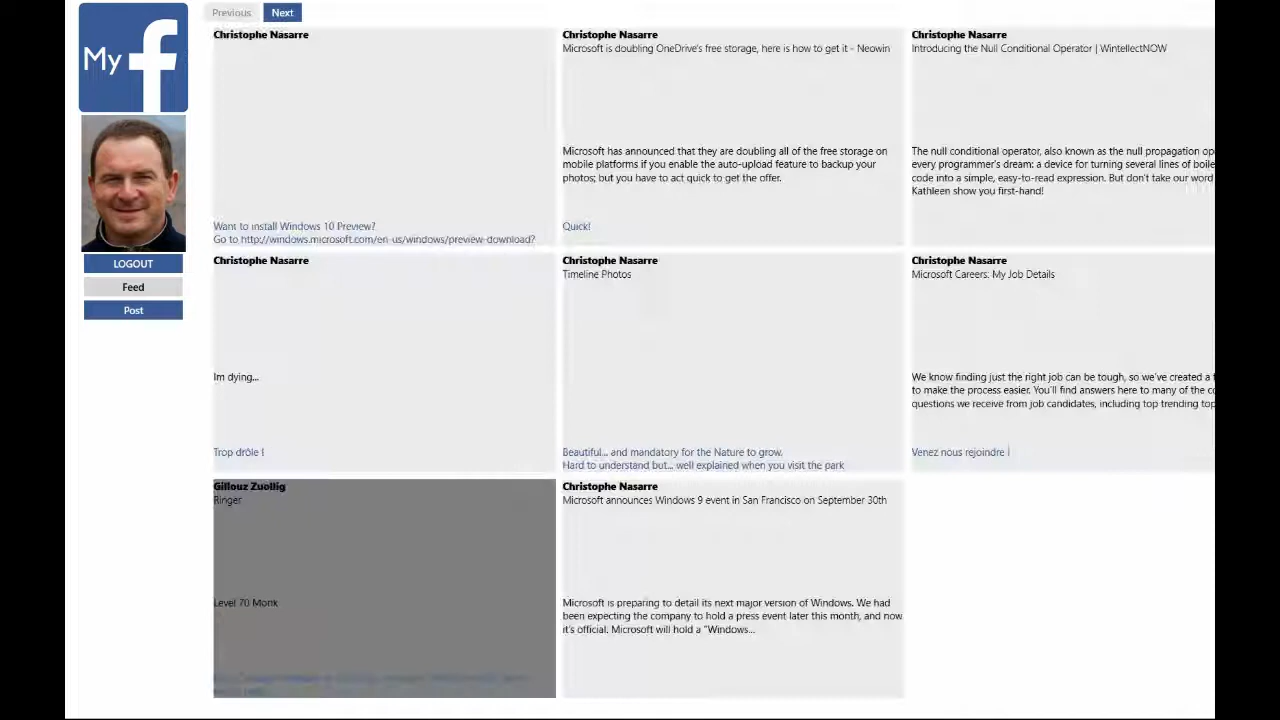 Previous
Next
My f
LOGOUT
Feed
Post
Christophe Nasarre
Want to install Windows 10 Preview?
Go to http://windows.microsoft.com/en-us/windows/preview-download?
Christophe Nasarre
Microsoft is doubling OneDrive's free storage, here is how to get it - Neowin
Microsoft has announced that they are doubling all of the free storage on
mobile platforms if you enable the auto-upload feature to backup your
photos; but you have to act quick to get the offer.
Quick!
Christophe Nasarre
Introducing the Null Conditional Operator | WintellectNOW
The null conditional operator, also known as the null propagation op
every programmer's dream: a device for turning several lines of boile
code into a simple, easy-to-read expression. But don't take our word
Kathleen show you first-hand!
Christophe Nasarre
Im dying...
Trop drôle !
Christophe Nasarre
Timeline Photos
Beautiful... and mandatory for the Nature to grow.
Hard to understand but... well explained when you visit the park
Christophe Nasarre
Microsoft Careers: My Job Details
We know finding just the right job can be tough, so we've created a
to make the process easier. You'll find answers here to many of the co
questions we receive from job candidates, including top trending top
Venez nous rejoindre !
Gillouz Zuollig
Ringer
Level 70 Monk
Christophe Nasarre
Microsoft announces Windows 9 event in San Francisco on September 30th
Microsoft is preparing to detail its next major version of Windows. We had
been expecting the company to hold a press event later this month, and now
it's official. Microsoft will hold a "Windows...